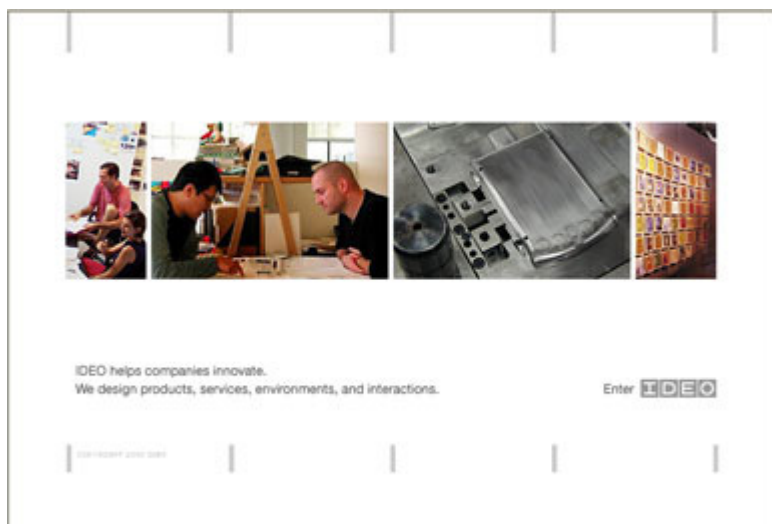 IDEO helps companies innovate.
We design products, services, environments, and interactions.
Enter IDEO